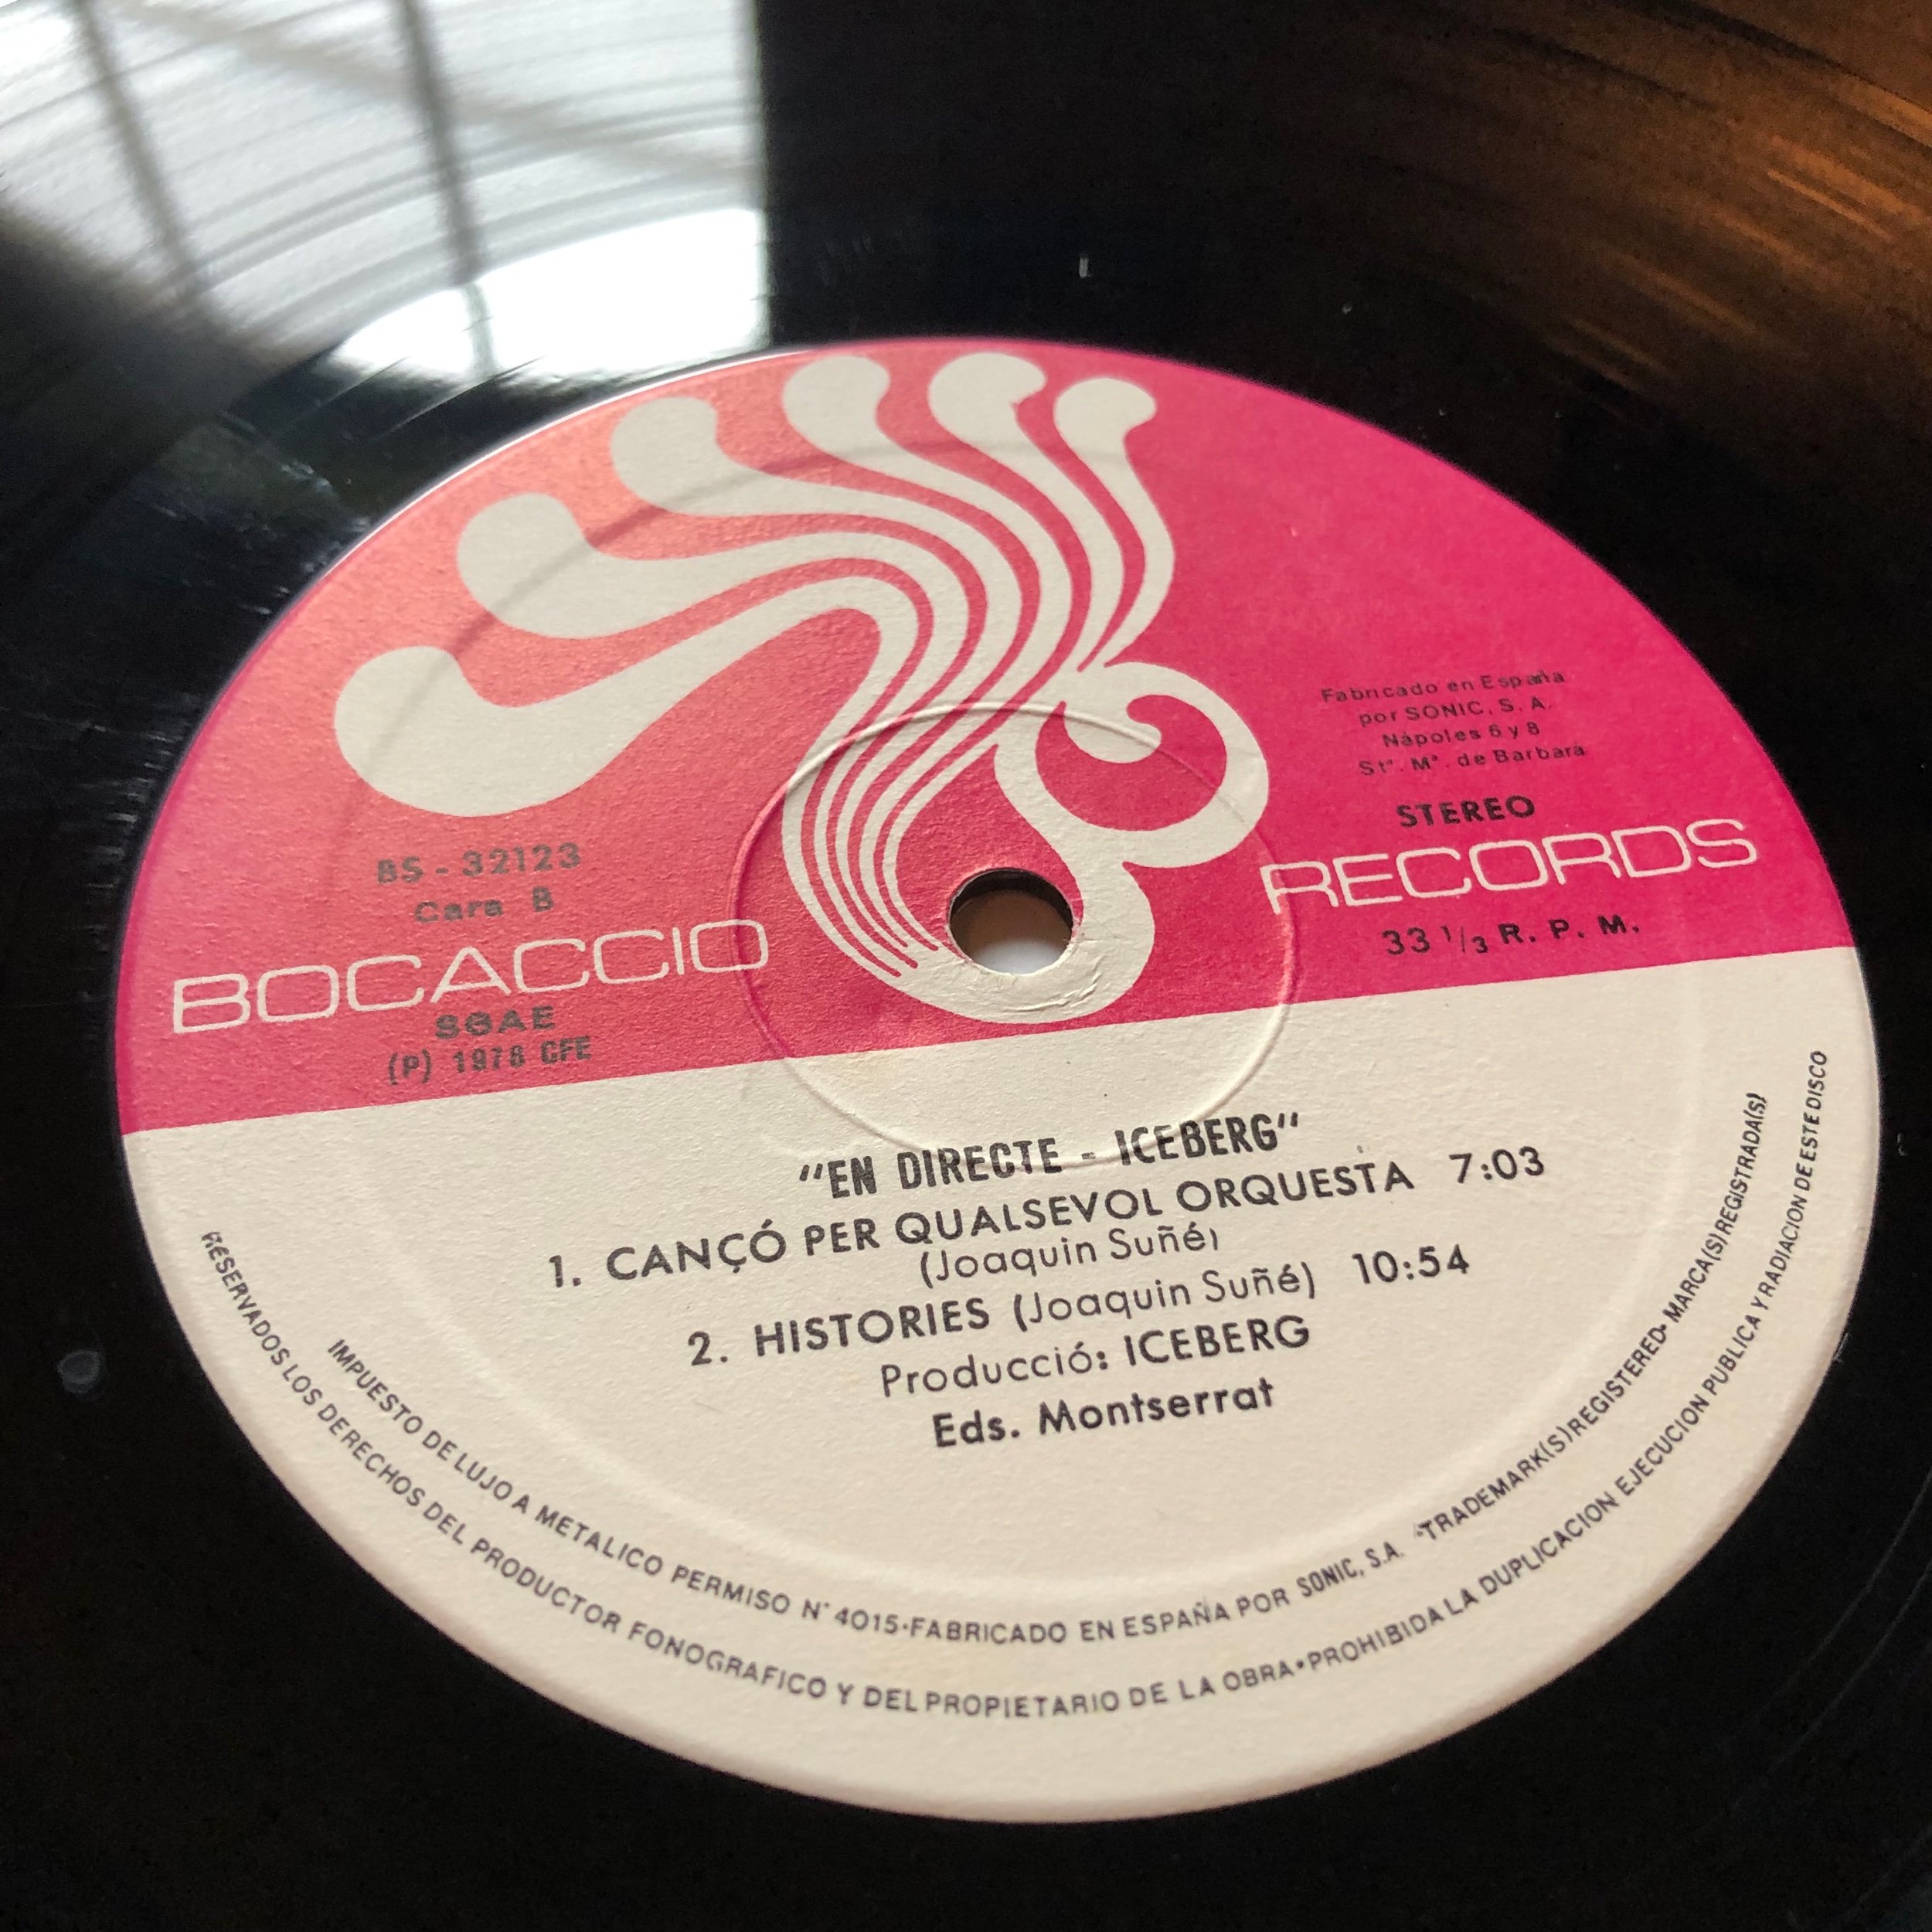 Fabricado en España
por SONIC, S. A.
Nápoles 6 y 8
Stª. Mª. de Barbará
STEREO
BS - 32123
Cara B
BOCACCIO RECORDS
33 1/3 R. P. M.
SGAE
(P) 1978 CFE
"EN DIRECTE - ICEBERG"
1. CANÇÓ PER QUALSEVOL ORQUESTA 7:03
(Joaquin Suñé)
2. HISTORIES (Joaquin Suñé) 10:54
Producció: ICEBERG
Eds. Montserrat
IMPUESTO DE LUJO A METALICO PERMISO N° 4015·FABRICADO EN ESPAÑA POR SONIC, S.A. ·TRADEMARK(S)REGISTERED· MARCA(S)REGISTRADA(S)
RESERVADOS LOS DERECHOS DEL PRODUCTOR FONOGRAFICO Y DEL PROPIETARIO DE LA OBRA·PROHIBIDA LA DUPLICACION EJECUCION PUBLICA Y RADIACION DE ESTE DISCO